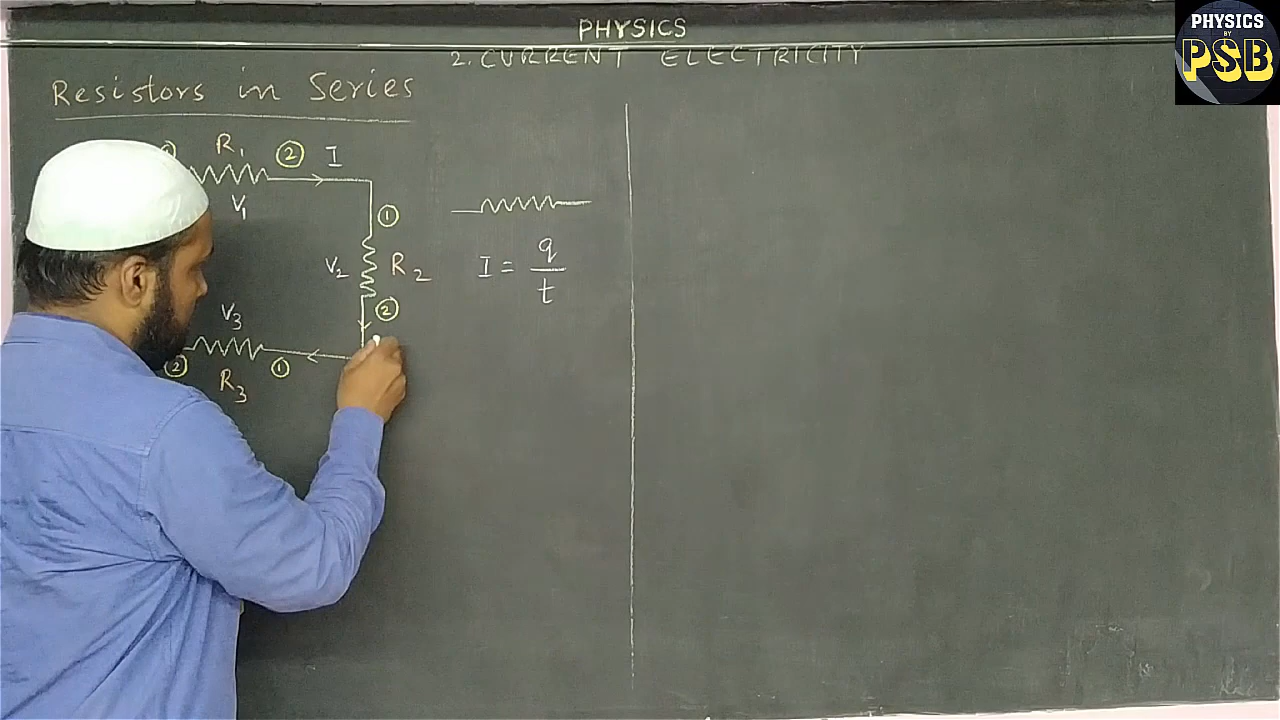 PHYSICS
2. CURRENT ELECTRICITY
PHYSICS
BY
PSB
Resistors in Series
R1
② I
V1
①
V2 R2
②
I = q/t
V3
② ①
R3